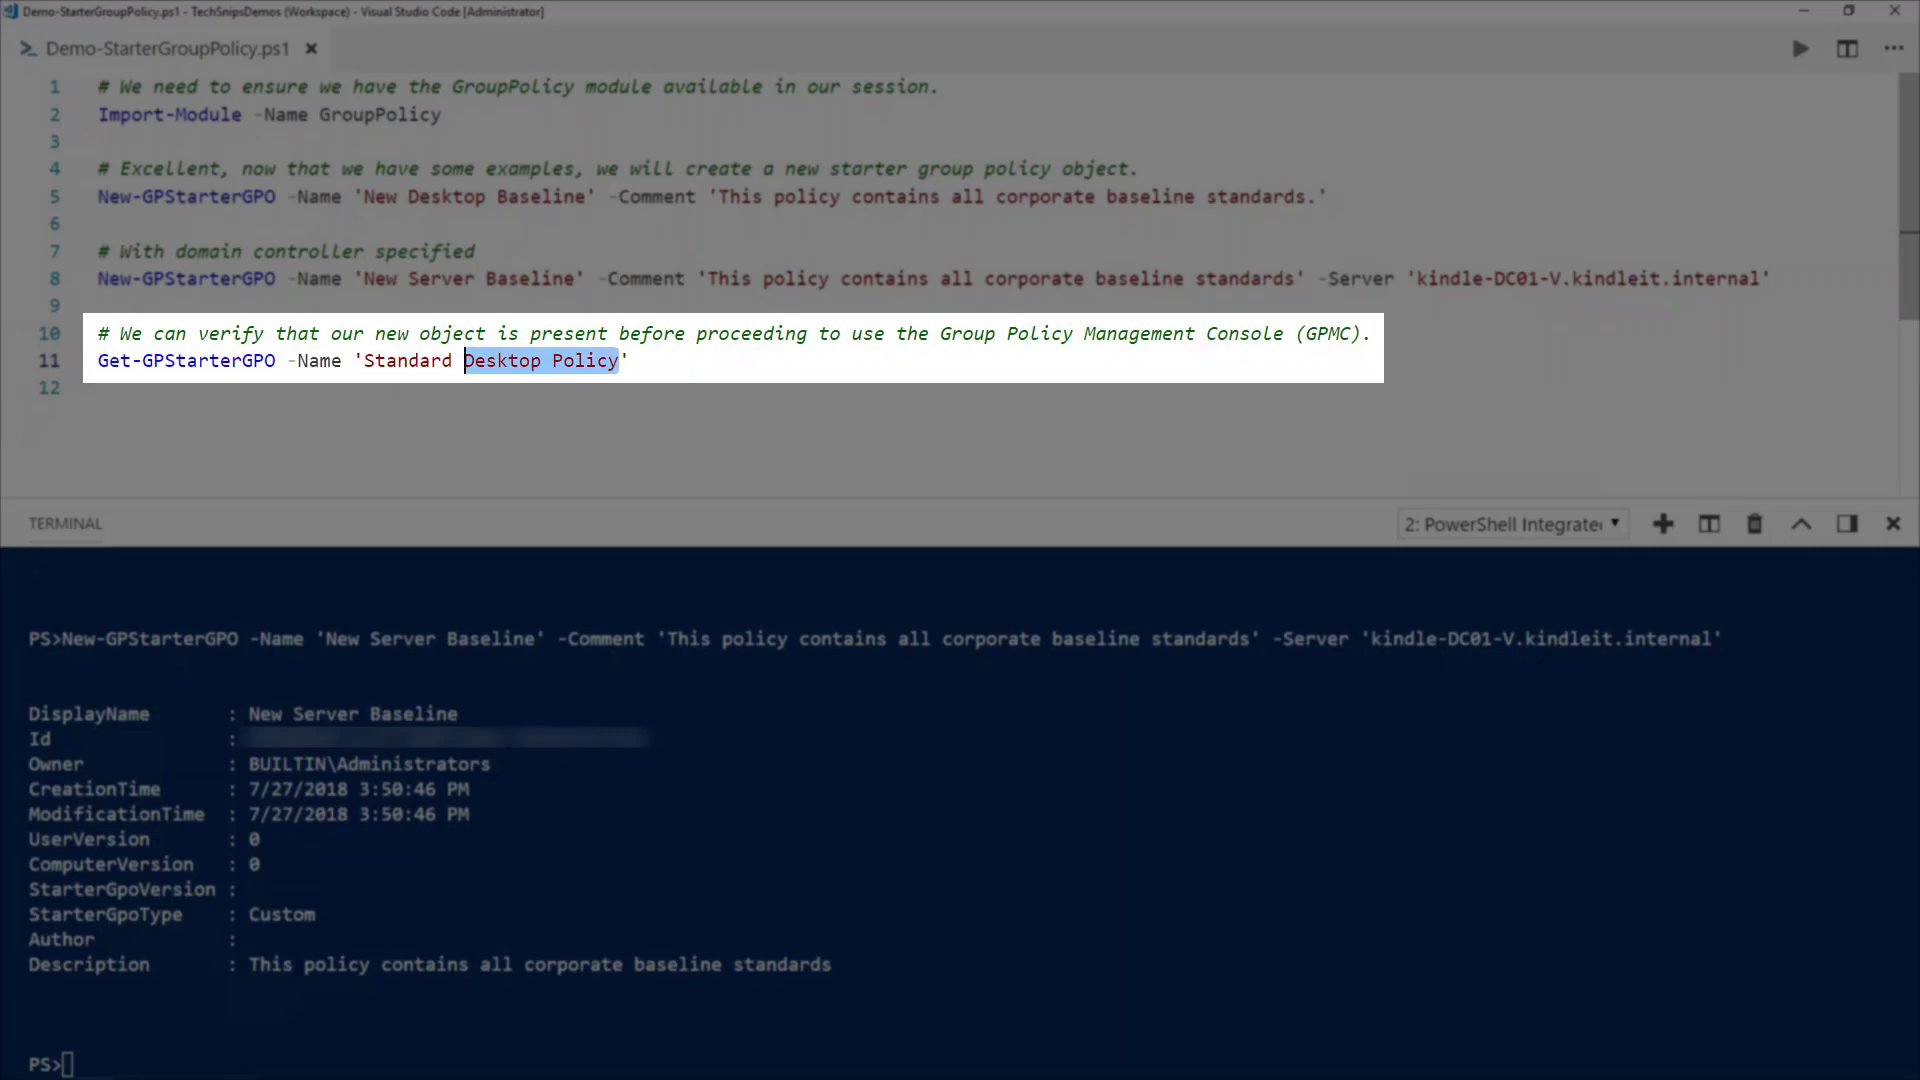 Demo-StarterGroupPolicy.ps1 - TechSnipsDemos (Workspace) - Visual Studio Code [Administrator]
Demo-StarterGroupPolicy.ps1
1 # We need to ensure we have the GroupPolicy module available in our session.
2 Import-Module -Name GroupPolicy
3
4 # Excellent, now that we have some examples, we will create a new starter group policy object.
5 New-GPStarterGPO -Name 'New Desktop Baseline' -Comment 'This policy contains all corporate baseline standards.'
6
7 # With domain controller specified
8 New-GPStarterGPO -Name 'New Server Baseline' -Comment 'This policy contains all corporate baseline standards' -Server 'kindle-DC01-V.kindleit.internal'
9
10 # We can verify that our new object is present before proceeding to use the Group Policy Management Console (GPMC).
11 Get-GPStarterGPO -Name 'Standard Desktop Policy'
12
TERMINAL
2: PowerShell Integrate
PS>New-GPStarterGPO -Name 'New Server Baseline' -Comment 'This policy contains all corporate baseline standards' -Server 'kindle-DC01-V.kindleit.internal'
DisplayName : New Server Baseline
Id :
Owner : BUILTIN\Administrators
CreationTime : 7/27/2018 3:50:46 PM
ModificationTime : 7/27/2018 3:50:46 PM
UserVersion : 0
ComputerVersion : 0
StarterGpoVersion :
StarterGpoType : Custom
Author :
Description : This policy contains all corporate baseline standards
PS>